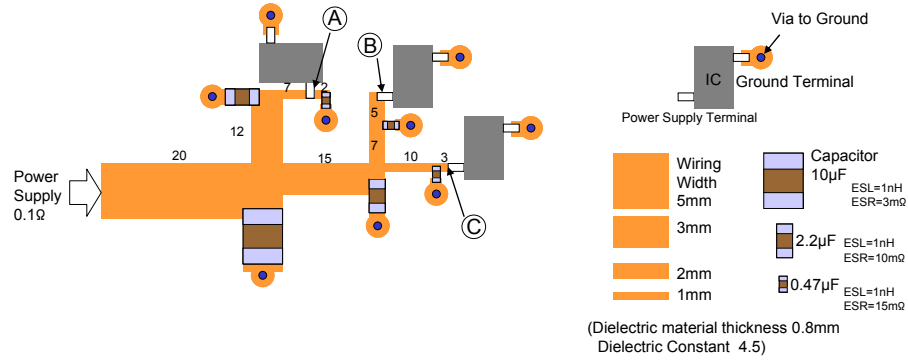 A
B
7
2
5
12
7
20
15
10
3
Power
Supply
0.1Ω
C
Via to Ground
IC
Ground Terminal
Power Supply Terminal
Wiring
Width
5mm
3mm
2mm
1mm
Capacitor
10µF
ESL=1nH
ESR=3mΩ
2.2µF
ESL=1nH
ESR=10mΩ
0.47µF
ESL=1nH
ESR=15mΩ
(Dielectric material thickness 0.8mm
Dielectric Constant 4.5)